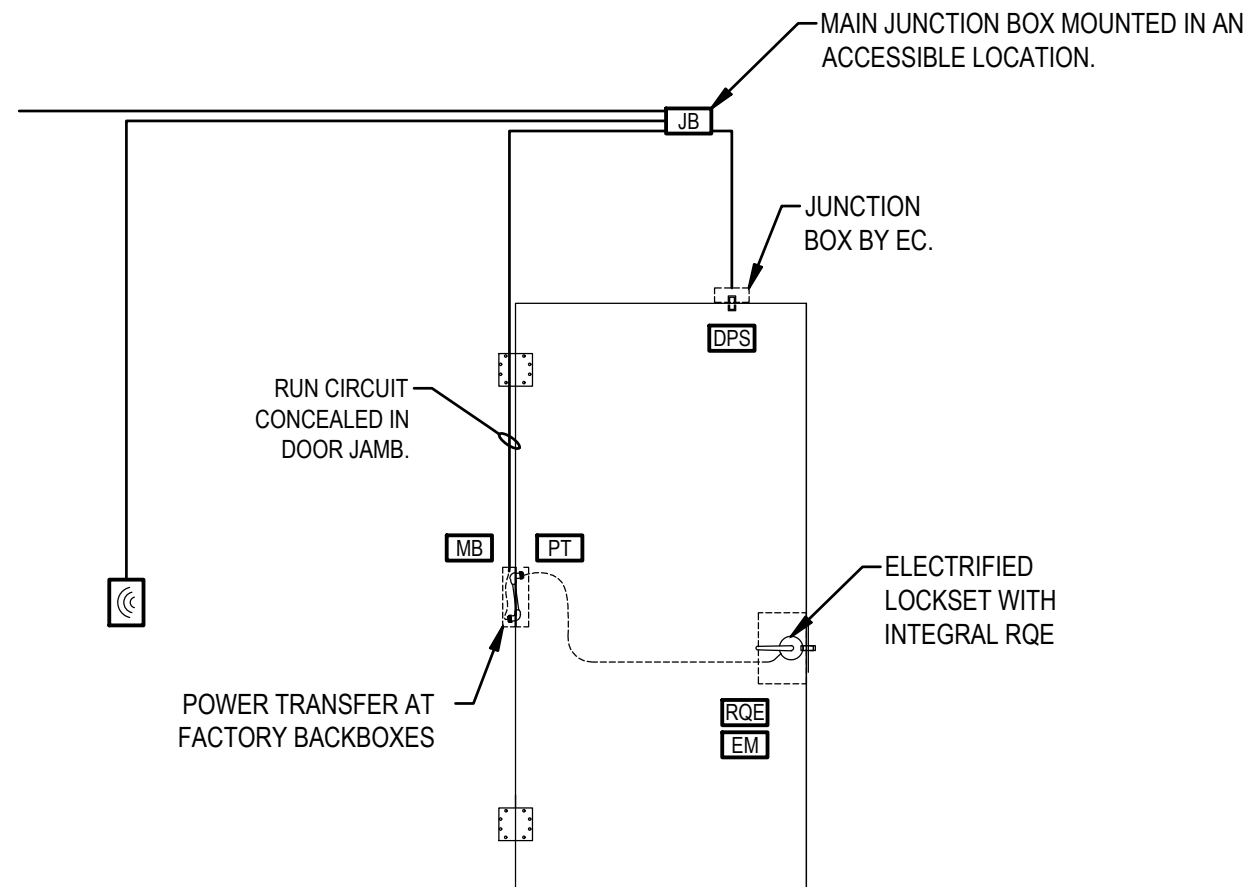 MAIN JUNCTION BOX MOUNTED IN AN
ACCESSIBLE LOCATION.
JB
JUNCTION
BOX BY EC.
DPS
RUN CIRCUIT
CONCEALED IN
DOOR JAMB.
MB
PT
ELECTRIFIED
LOCKSET WITH
INTEGRAL RQE
POWER TRANSFER AT
FACTORY BACKBOXES
RQE
EM